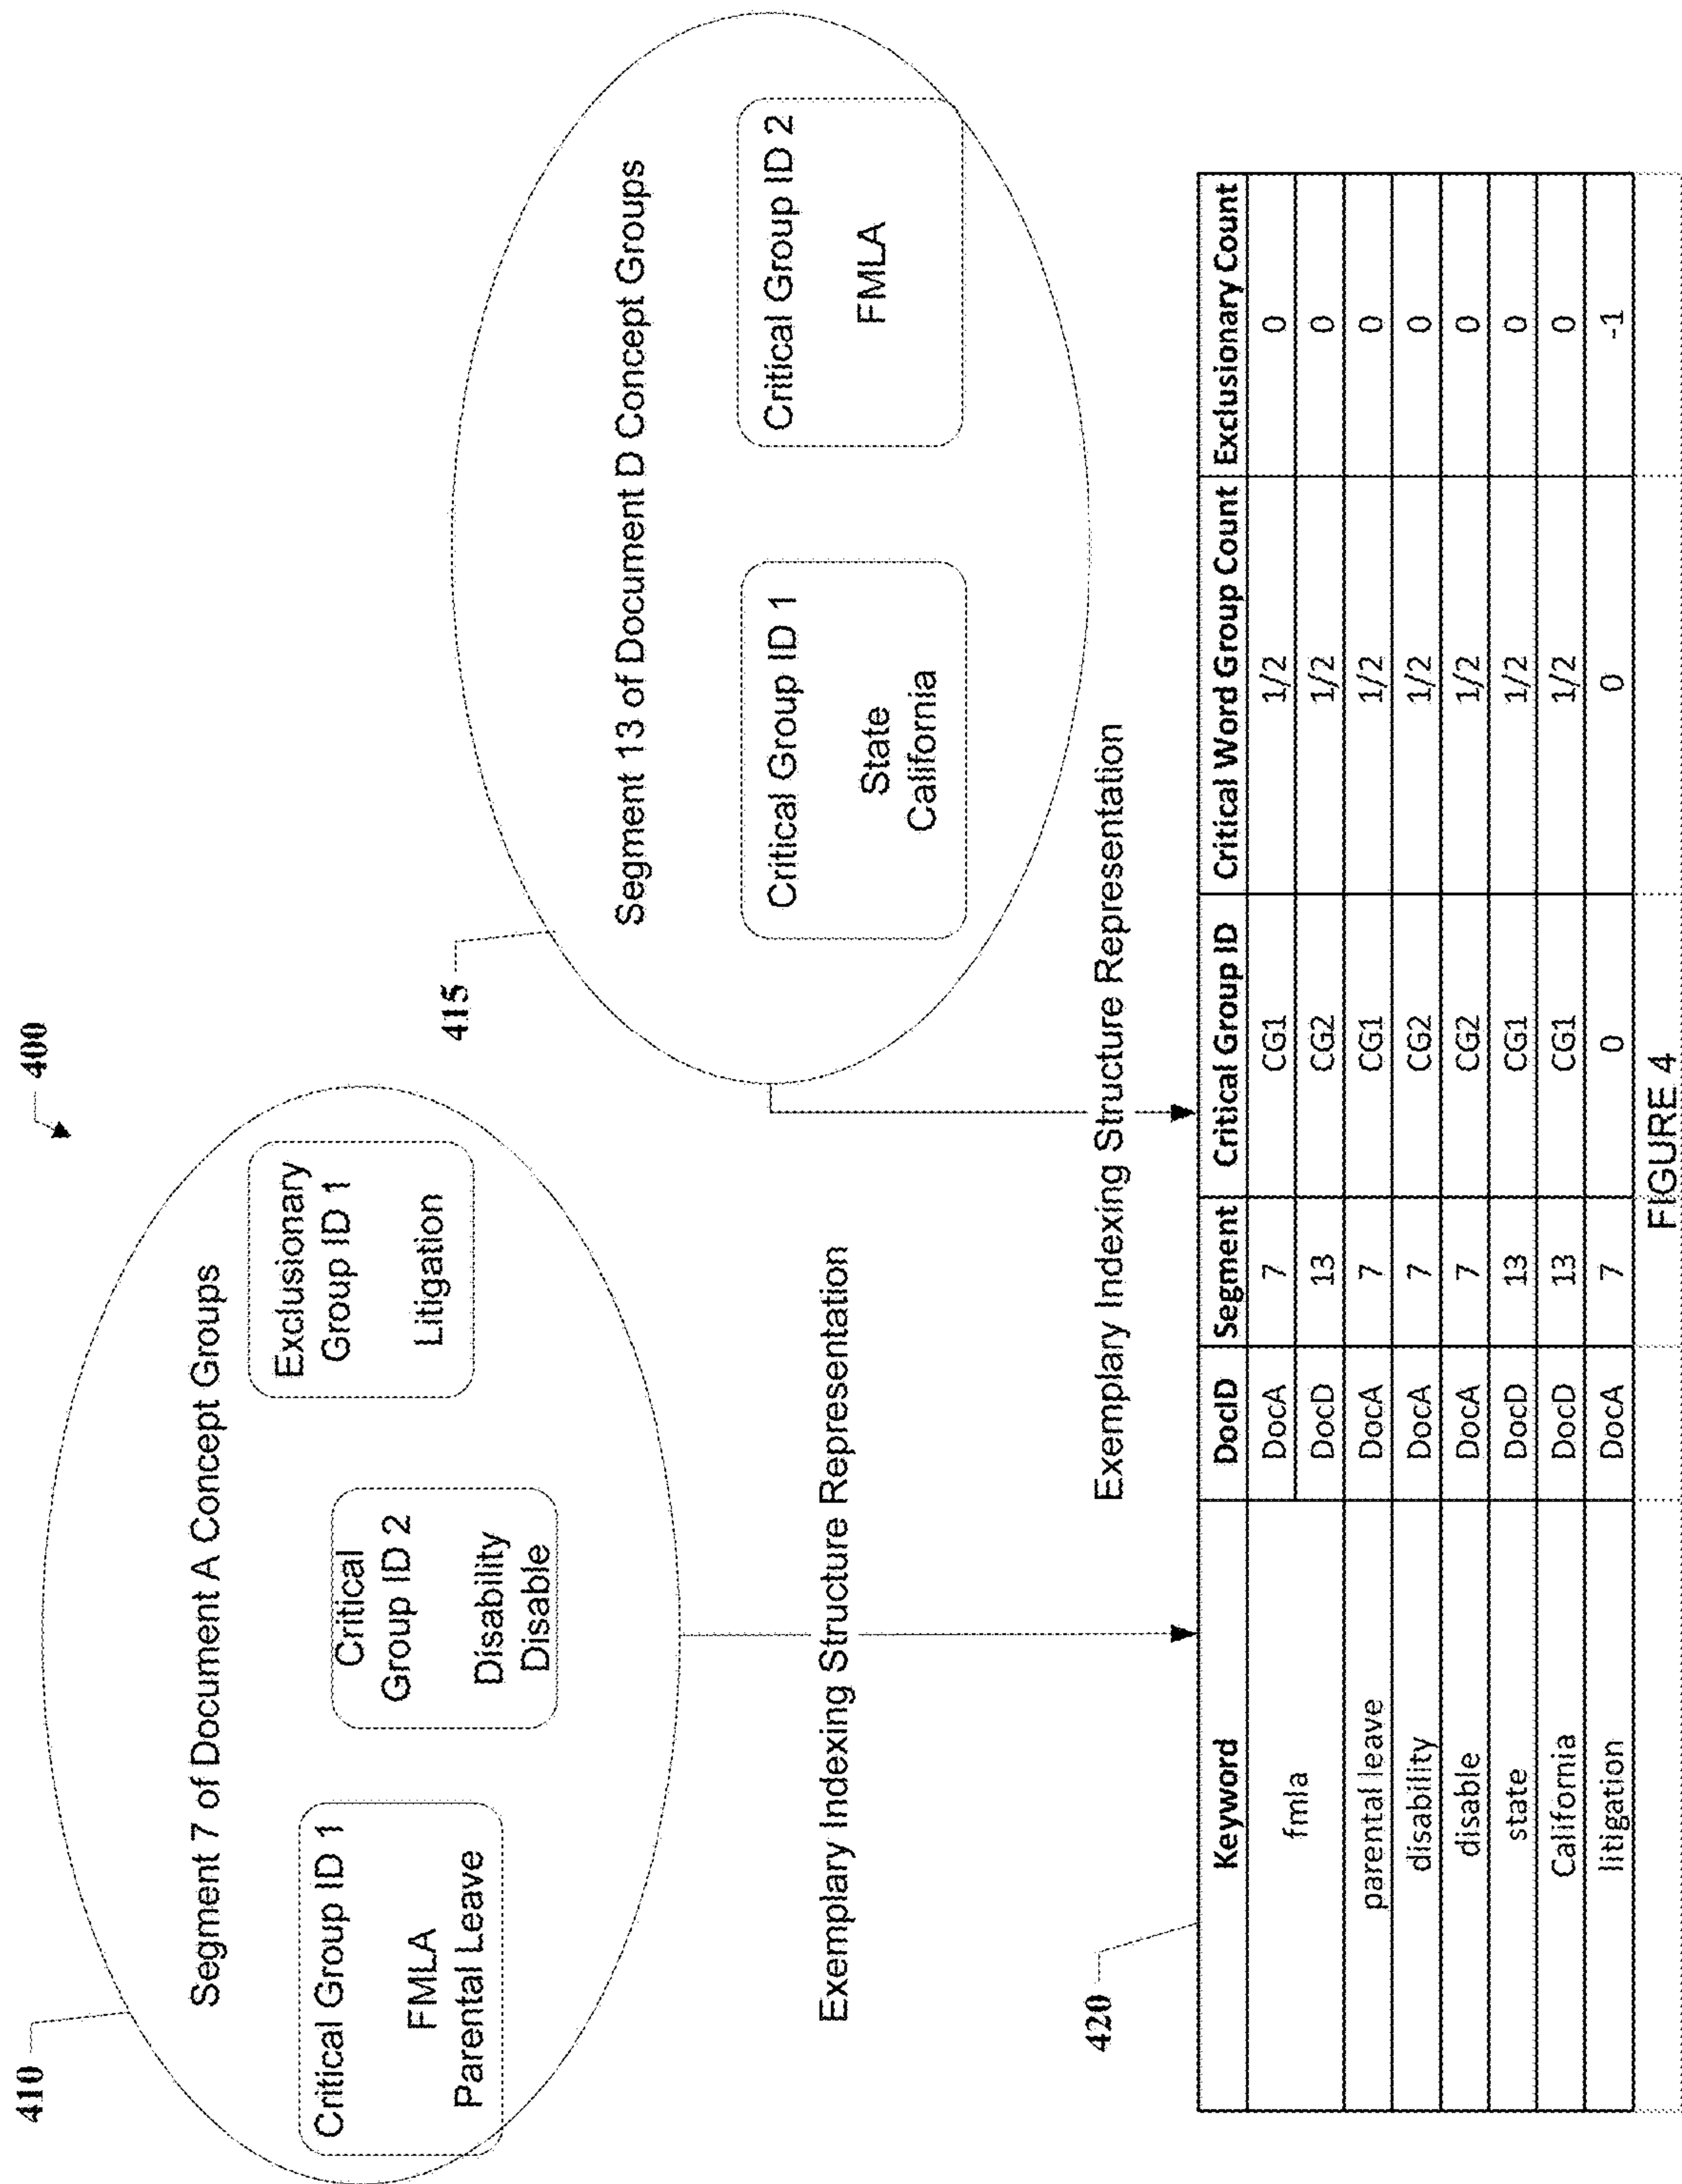 400
410
Segment 7 of Document A Concept Groups
Critical Group ID 1
FMLA
Parental Leave
Critical
Group ID 2
Disability
Disable
Exclusionary
Group ID 1
Litigation
415
Segment 13 of Document D Concept Groups
Critical Group ID 1
State
California
Critical Group ID 2
FMLA
Exemplary Indexing Structure Representation
Exemplary Indexing Structure Representation
420
Keyword DocID Segment Critical Group ID Critical Word Group Count Exclusionary Count
fmla DocA 7 CG1 1/2 0
DocD 13 CG2 1/2 0
parental leave DocA 7 CG1 1/2 0
disability DocA 7 CG2 1/2 0
disable DocA 7 CG2 1/2 0
state DocD 13 CG1 1/2 0
California DocD 13 CG1 1/2 0
litigation DocA 7 0 0 -1
FIGURE 4